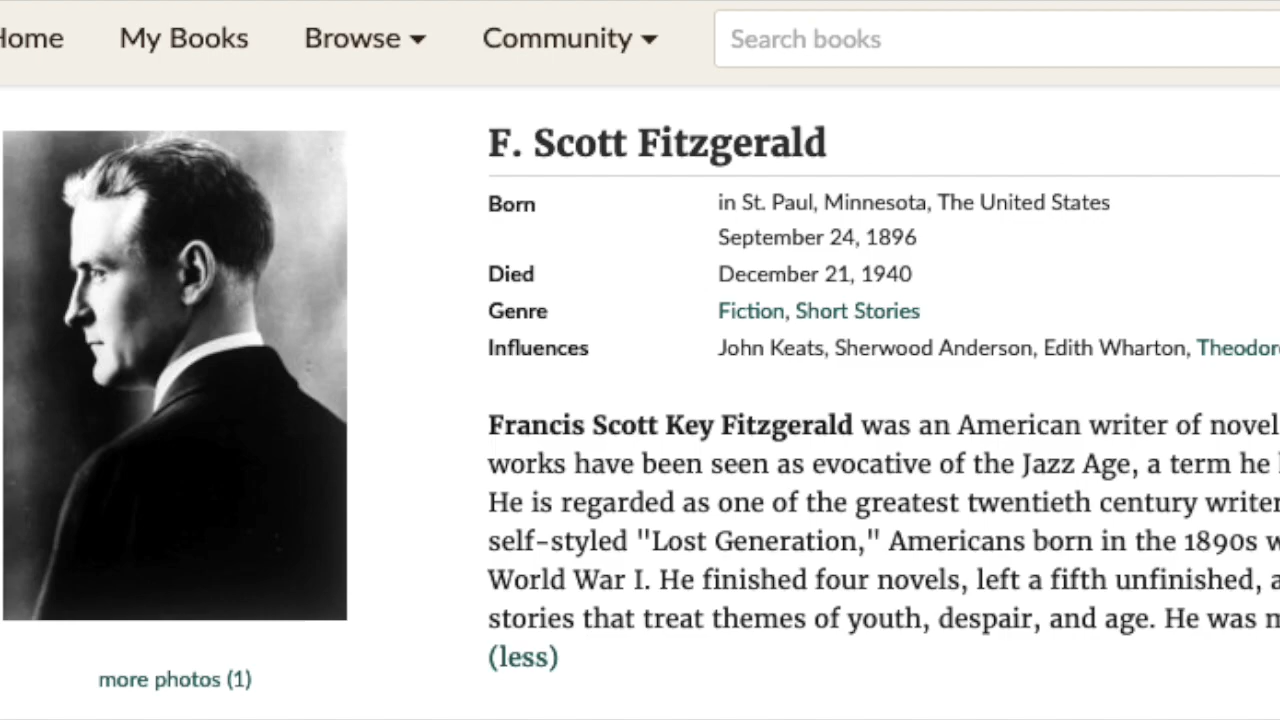 My Books Browse Community Search books
F. Scott Fitzgerald
Born in St. Paul, Minnesota, The United States
September 24, 1896
Died December 21, 1940
Genre Fiction, Short Stories
Influences John Keats, Sherwood Anderson, Edith Wharton,
Francis Scott Key Fitzgerald was an American writer of
works have been seen as evocative of the Jazz Age, a term he
He is regarded as one of the greatest twentieth century
self-styled "Lost Generation," Americans born in the 1890s
World War I. He finished four novels, left a fifth unfinished,
stories that treat themes of youth, despair, and age. He was
(less)
more photos (1)